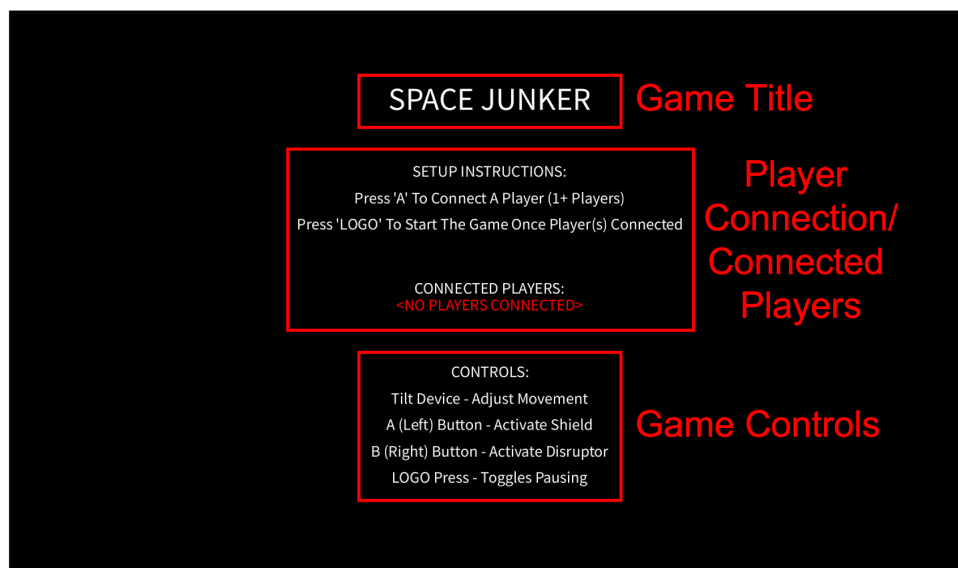 SPACE JUNKER
Game Title
SETUP INSTRUCTIONS:
Press 'A' To Connect A Player (1+ Players)
Press 'LOGO' To Start The Game Once Player(s) Connected
CONNECTED PLAYERS:
<NO PLAYERS CONNECTED>
Player
Connection/
Connected
Players
CONTROLS:
Tilt Device - Adjust Movement
A (Left) Button - Activate Shield
B (Right) Button - Activate Disruptor
LOGO Press - Toggles Pausing
Game Controls